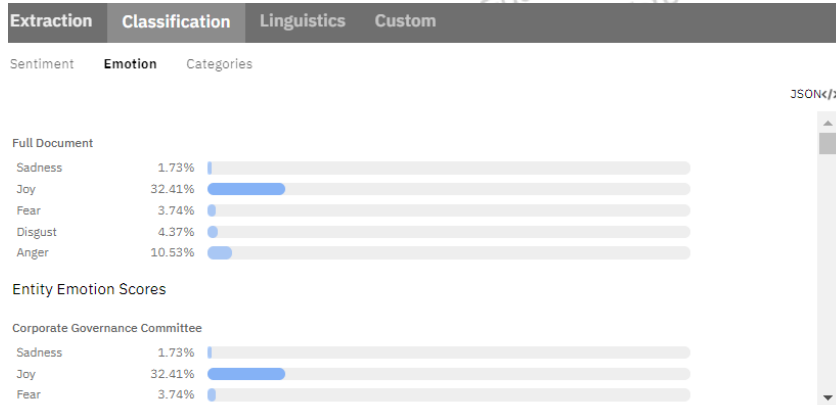 Extraction Classification Linguistics Custom
Sentiment Emotion Categories
JSON</>
Full Document
Sadness 1.73%
Joy 32.41%
Fear 3.74%
Disgust 4.37%
Anger 10.53%
Entity Emotion Scores
Corporate Governance Committee
Sadness 1.73%
Joy 32.41%
Fear 3.74%